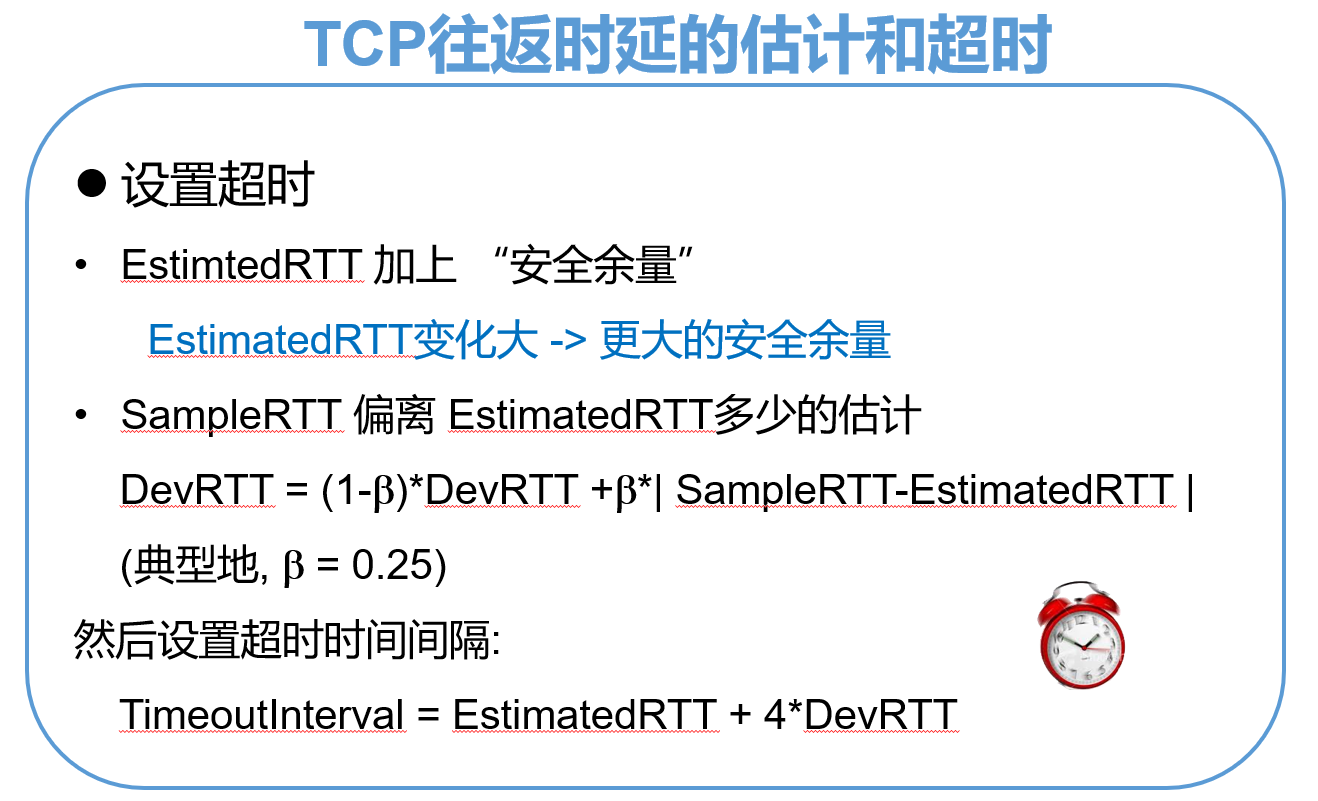 TCP往返时延的估计和超时
● 设置超时
• EstimtedRTT 加上 “安全余量”
EstimatedRTT变化大 -> 更大的安全余量
• SampleRTT 偏离 EstimatedRTT多少的估计
DevRTT = (1-β)*DevRTT +β*| SampleRTT-EstimatedRTT |
(典型地, β = 0.25)
然后设置超时时间间隔:
TimeoutInterval = EstimatedRTT + 4*DevRTT